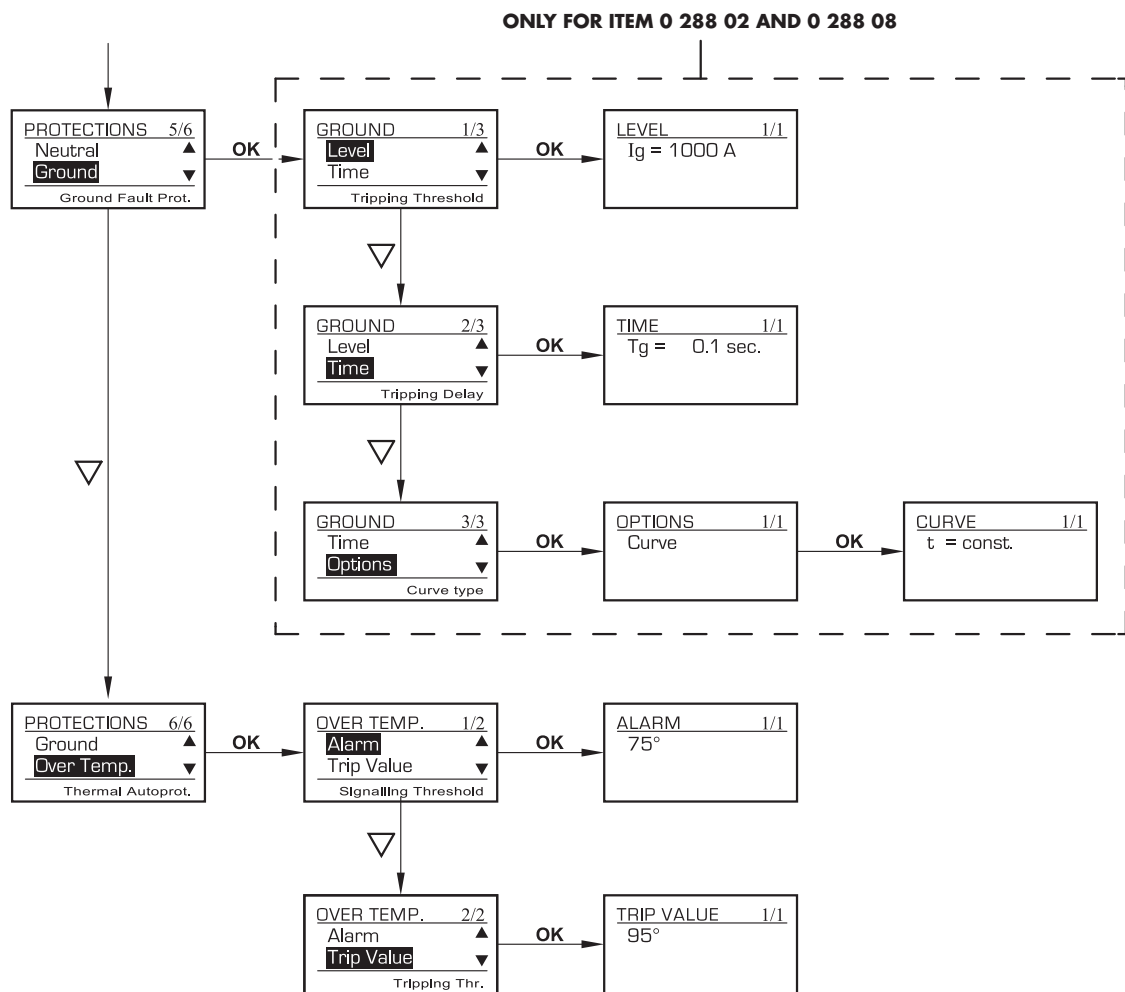 ONLY FOR ITEM 0 288 02 AND 0 288 08
PROTECTIONS 5/6
Neutral ▲
Ground ▼
Ground Fault Prot.
OK
GROUND 1/3
Level ▲
Time ▼
Tripping Threshold
OK
LEVEL 1/1
Ig = 1000 A
GROUND 2/3
Level ▲
Time ▼
Tripping Delay
OK
TIME 1/1
Tg = 0.1 sec.
GROUND 3/3
Time ▲
Options ▼
Curve type
OK
OPTIONS 1/1
Curve
OK
CURVE 1/1
t = const.
PROTECTIONS 6/6
Ground ▲
Over Temp. ▼
Thermal Autoprot.
OK
OVER TEMP. 1/2
Alarm ▲
Trip Value ▼
Signalling Threshold
OK
ALARM 1/1
75°
OVER TEMP. 2/2
Alarm ▲
Trip Value ▼
Tripping Thr.
OK
TRIP VALUE 1/1
95°